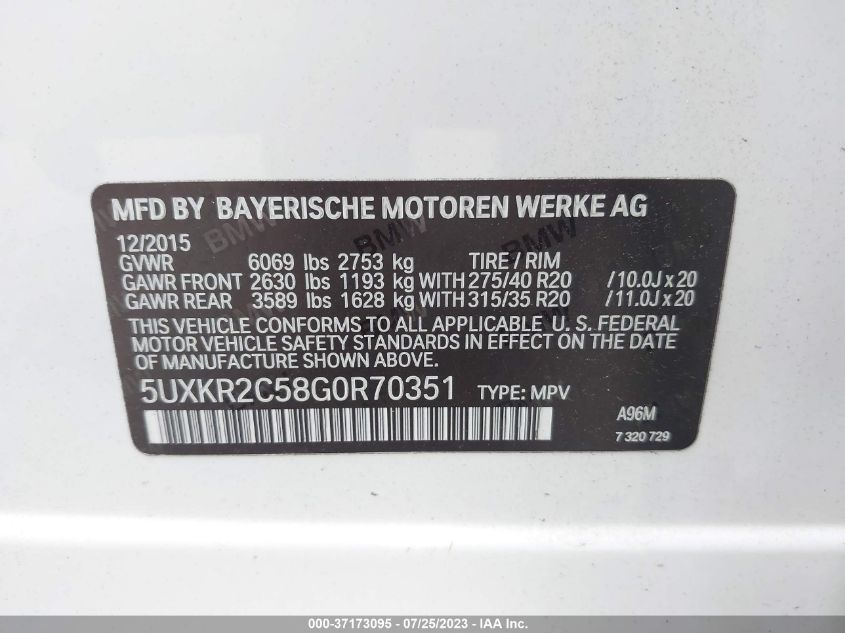 MFD BY BAYERISCHE MOTOREN WERKE AG
12/2015
GVWR 6069 lbs 2753 kg TIRE / RIM
GAWR FRONT 2630 lbs 1193 kg WITH 275/40 R20 /10.0J x 20
GAWR REAR 3589 lbs 1628 kg WITH 315/35 R20 /11.0J x 20
THIS VEHICLE CONFORMS TO ALL APPLICABLE U. S. FEDERAL
MOTOR VEHICLE SAFETY STANDARDS IN EFFECT ON THE DATE
OF MANUFACTURE SHOWN ABOVE.
5UXKR2C58G0R70351 TYPE: MPV
A96M
7 320 729
000-37173095 - 07/25/2023 - IAA Inc.